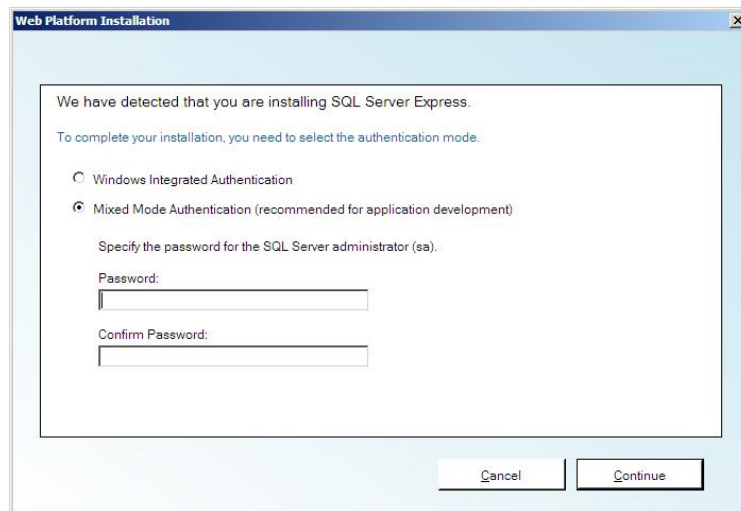 Web Platform Installation
We have detected that you are installing SQL Server Express.
To complete your installation, you need to select the authentication mode.
Windows Integrated Authentication
Mixed Mode Authentication (recommended for application development)
Specify the password for the SQL Server administrator (sa).
Password:
Confirm Password:
Cancel Continue